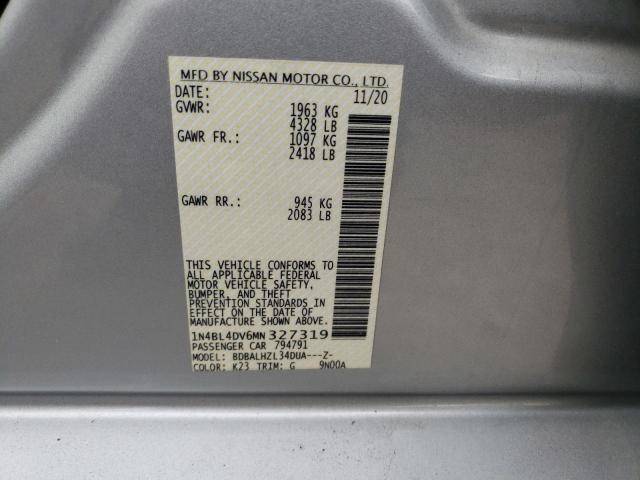 MFD BY NISSAN MOTOR CO., LTD.
DATE: 11/20
GVWR: 1963 KG
4328 LB
GAWR FR.: 1097 KG
2418 LB
GAWR RR.: 945 KG
2083 LB
THIS VEHICLE CONFORMS TO
ALL APPLICABLE FEDERAL
MOTOR VEHICLE SAFETY,
BUMPER, AND THEFT
PREVENTION STANDARDS IN
EFFECT ON THE DATE OF
MANUFACTURE SHOWN ABOVE.
1N4BL4DV6MN327319
PASSENGER CAR 794791
MODEL: BDBALHZL34DUA---Z-
COLOR: K23 TRIM: G 9N00A